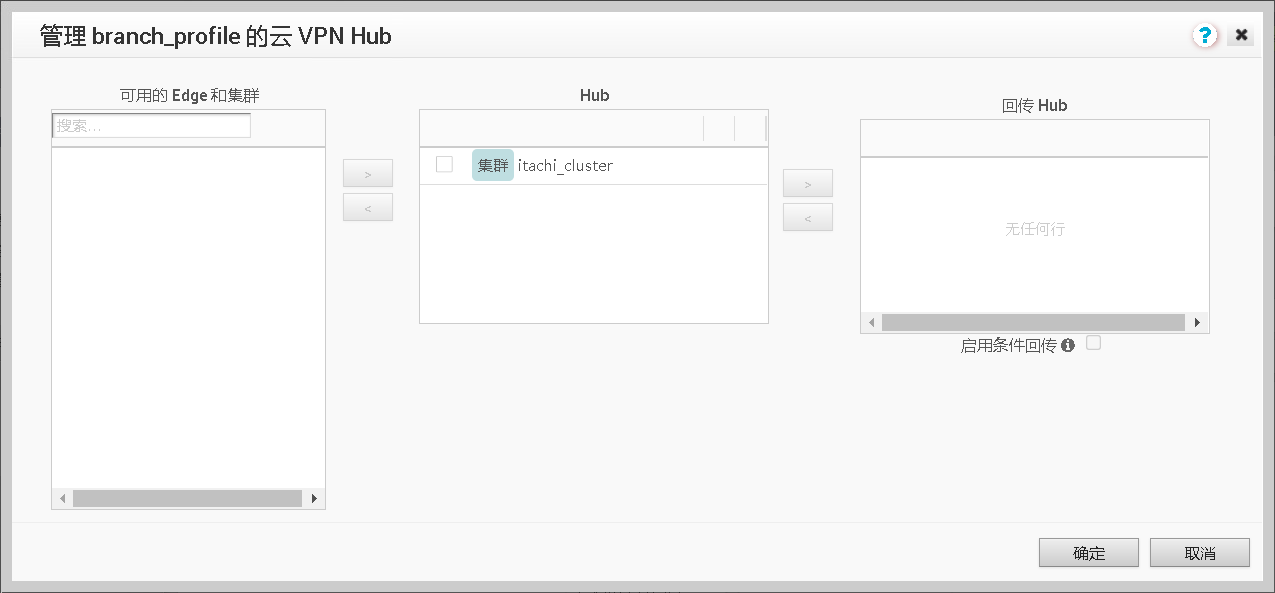 管理 branch_profile 的云 VPN Hub
?
可用的 Edge 和集群
搜索...
>
<
Hub
集群 itachi_cluster
>
<
回传 Hub
无任何行
启用条件回传
确定
取消